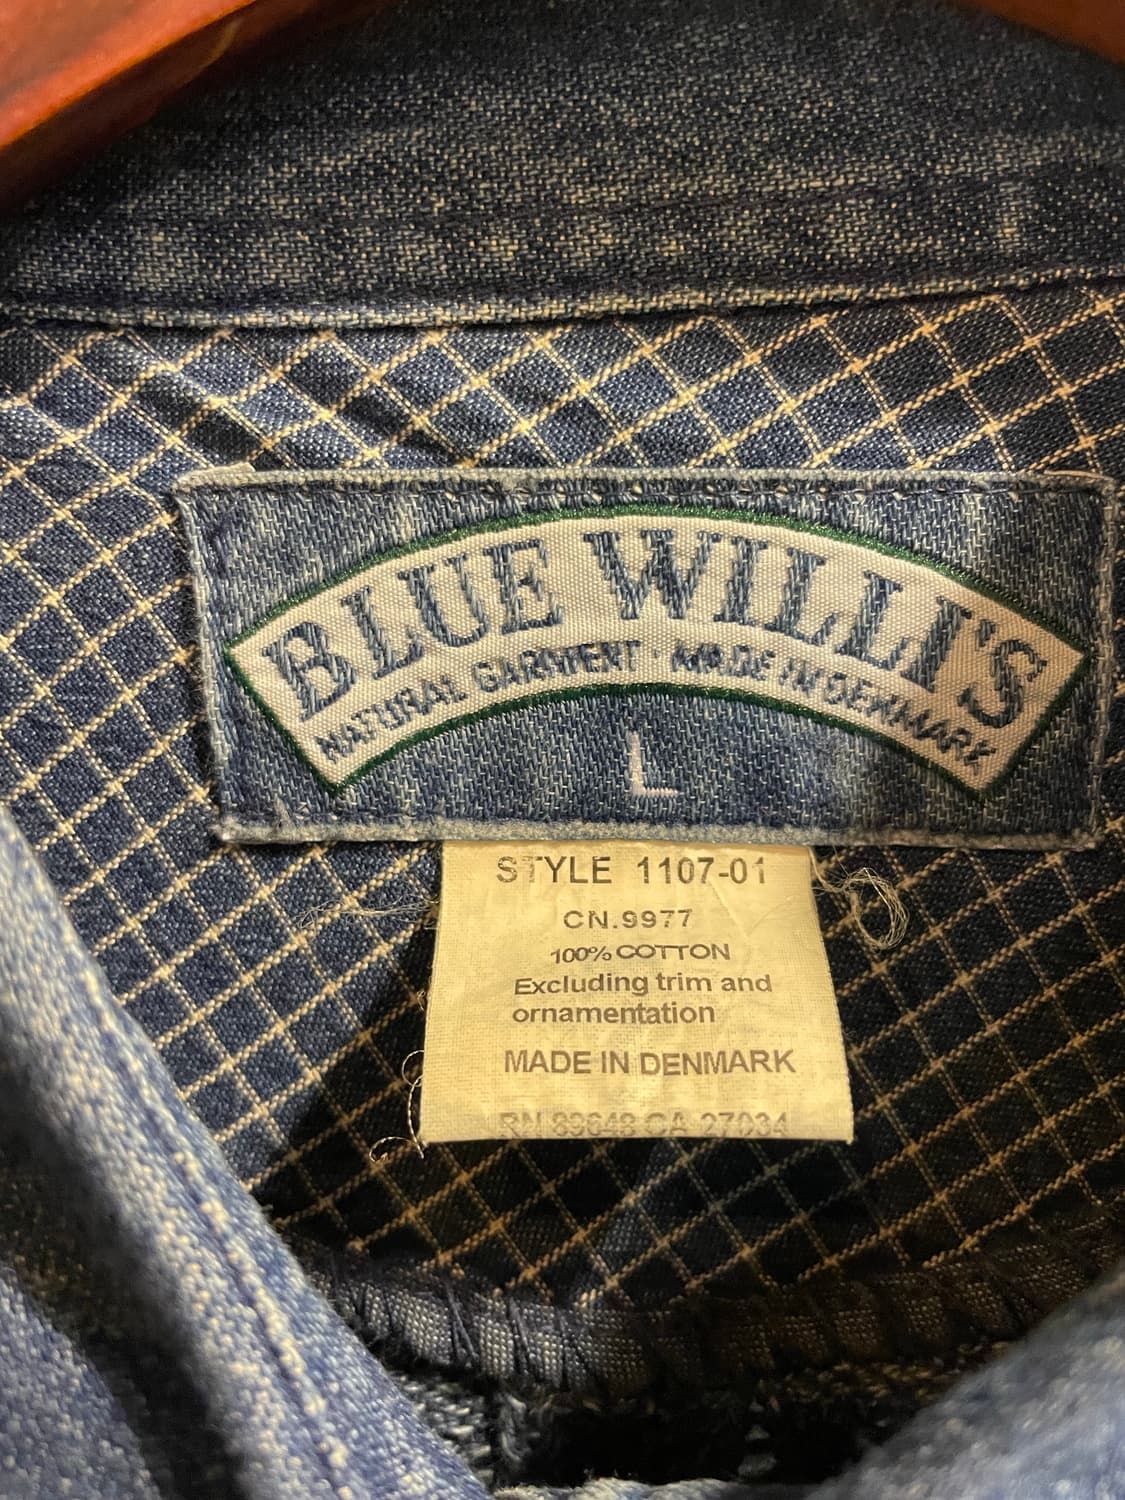 BLUE WILLI'S
NATURAL GARMENT · MADE IN DENMARK
L
STYLE 1107-01
CN.9977
100% COTTON
Excluding trim and
ornamentation
MADE IN DENMARK
RN 83648 CA 27034